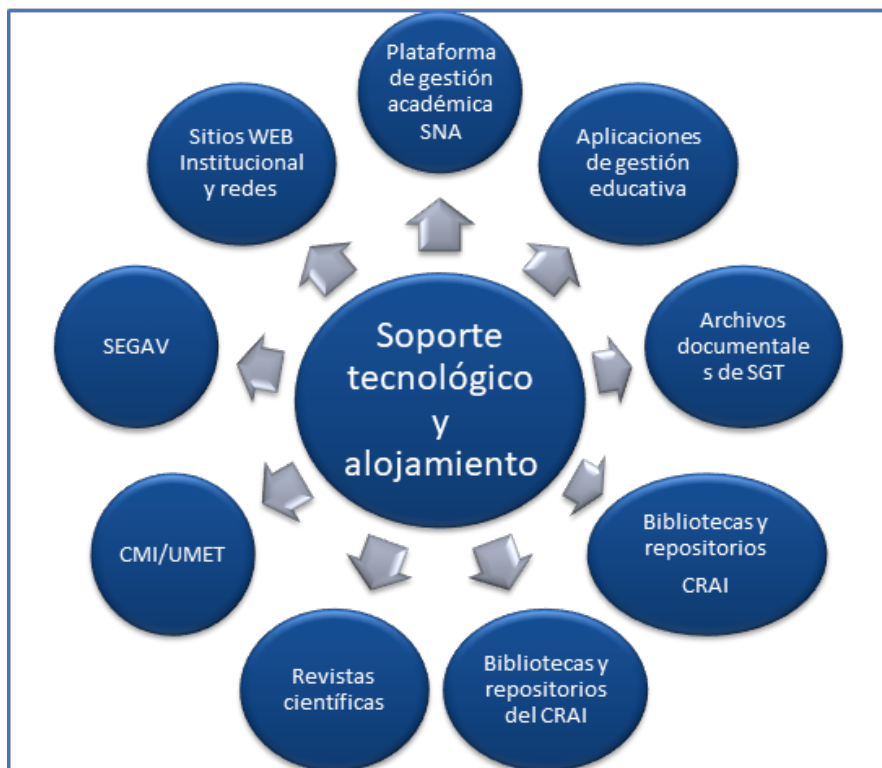 Plataforma
de gestión
académica
SNA
Aplicaciones
de gestión
educativa
Archivos
documentale
s de SGT
Bibliotecas y
repositorios
CRAI
Bibliotecas y
repositorios
del CRAI
Revistas
científicas
CMI/UMET
SEGAV
Sitios WEB
Institucional
y redes
Soporte
tecnológico
y
alojamiento